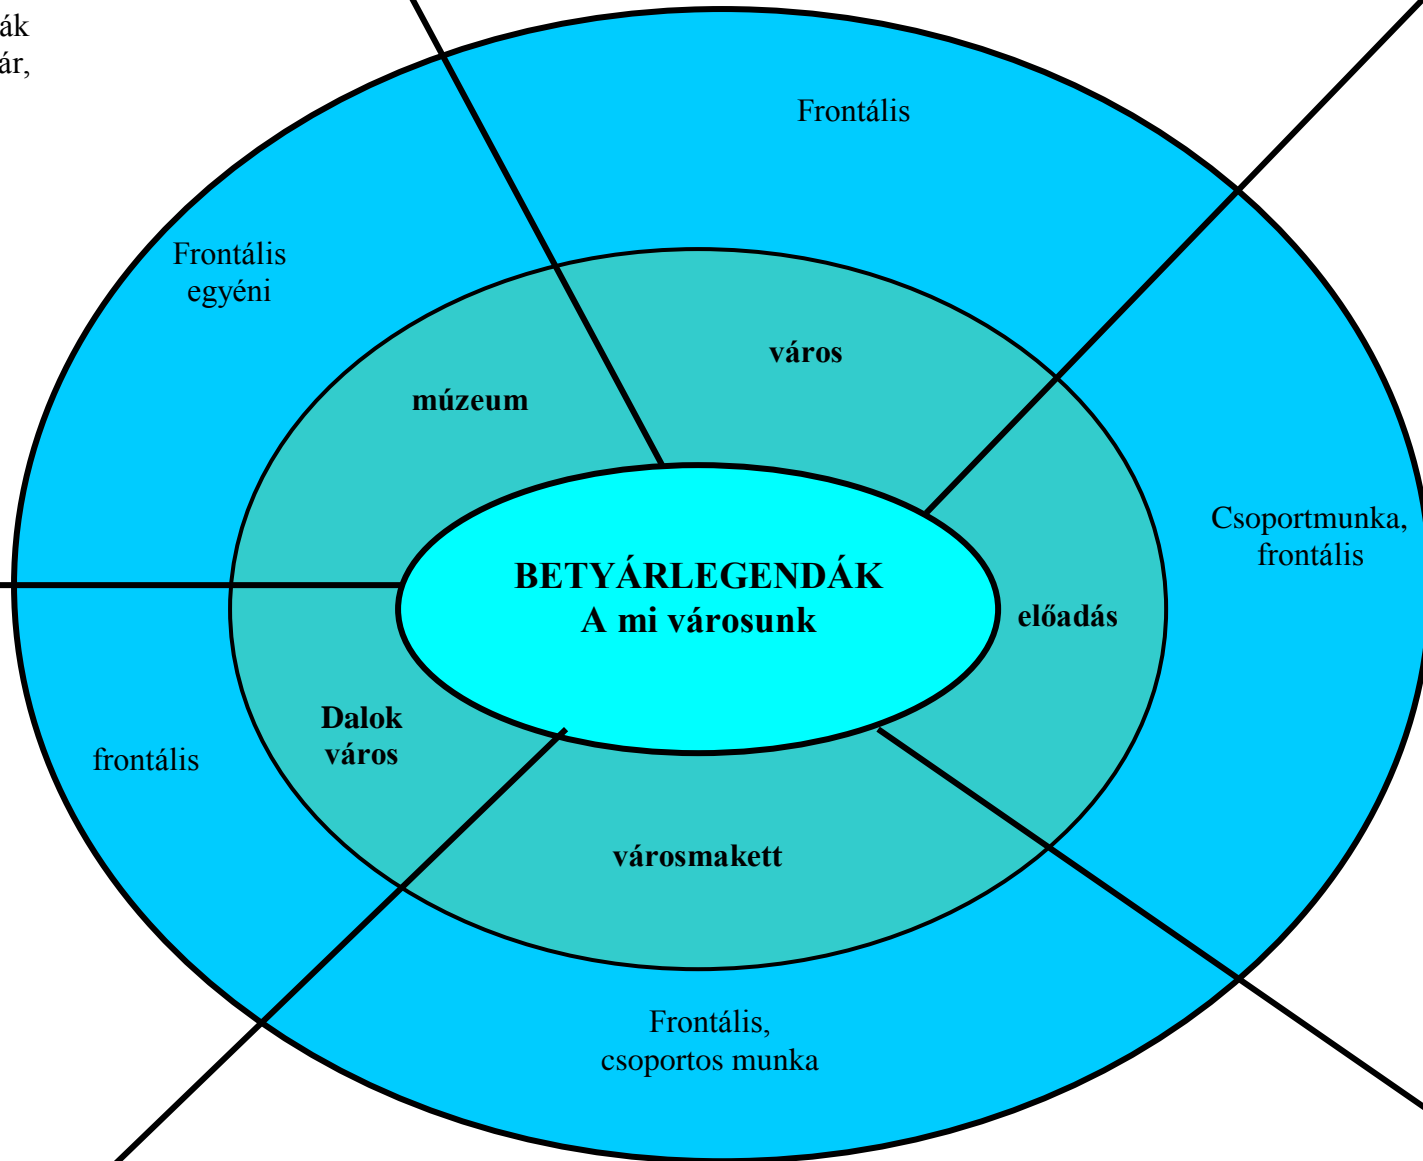 Frontális
Frontális
egyéni
város
múzeum
Csoportmunka,
frontális
BETYÁRLEGENDÁK
A mi városunk
előadás
Dalok
város
frontális
városmakett
Frontális,
csoportos munka